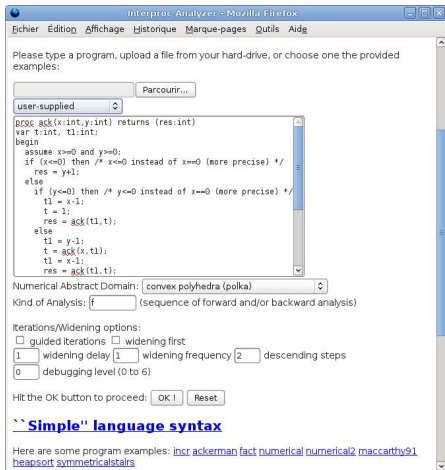 Interproc Analyzer - Mozilla Firefox
Fichier Édition Affichage Historique Marque-pages Outils Aide
Please type a program, upload a file from your hard-drive, or choose one the provided
examples:
Parcourir...
user-supplied
proc ack(x:int,y:int) returns (res:int)
var t:int, t1:int;
begin
assume x>=0 and y>=0;
if (x<=0) then /* x<=0 instead of x==0 (more precise) */
res = y+1;
else
if (y<=0) then /* y<=0 instead of x==0 (more precise) */
t1 = x-1;
t = 1;
res = ack(t1,t);
else
t1 = y-1;
t = ack(x,t1);
t1 = x-1;
res = ack(t1,t);
Numerical Abstract Domain: convex polyhedra (polka)
Kind of Analysis: f (sequence of forward and/or backward analysis)
Iterations/Widening options:
guided iterations widening first
1 widening delay 1 widening frequency 2 descending steps
0 debugging level (0 to 6)
Hit the OK button to proceed: OK ! Reset
``Simple'' language syntax
Here are some program examples: incr ackerman fact numerical numerical2 maccarthy91
heapsort symmetricalstairs